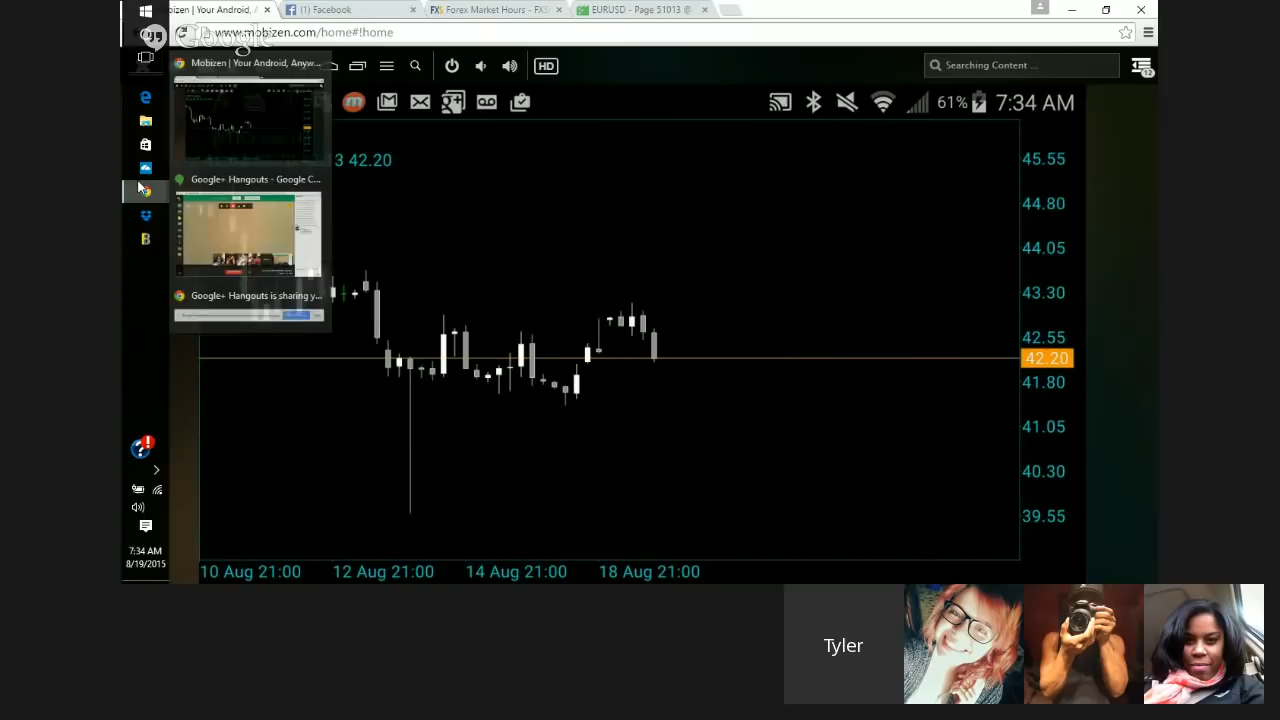 bizen | Your Android, A
(1) Facebook
Forex Market Hours - FXS
EURUSD - Page 51013 @
Google
www.mobizen.com/home#!home
Mobizen | Your Android, Anyw...
HD
Searching Content ...
12
61%
7:34 AM
3 42.20
45.55
Google+ Hangouts - Google C...
44.80
44.05
Google+ Hangouts is sharing y...
43.30
42.55
42.20
41.80
41.05
40.30
39.55
7:34 AM
8/19/2015
10 Aug 21:00
12 Aug 21:00
14 Aug 21:00
18 Aug 21:00
Tyler